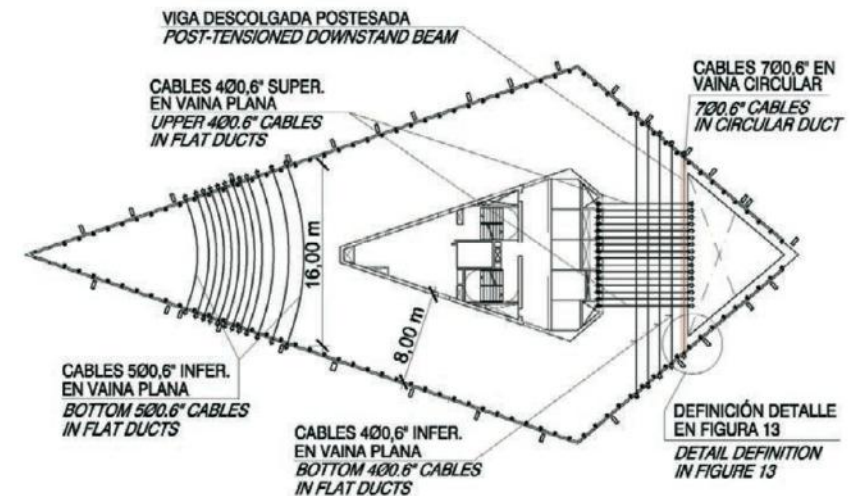 VIGA DESCOLGADA POSTESADA
POST-TENSIONED DOWNSTAND BEAM
CABLES 4Ø0,6" SUPER.
EN VAINA PLANA
UPPER 4Ø0.6" CABLES
IN FLAT DUCTS
CABLES 7Ø0.6" EN
VAINA CIRCULAR
7Ø0.6" CABLES
IN CIRCULAR DUCT
16,00 m
8,00 m
CABLES 5Ø0,6" INFER.
EN VAINA PLANA
BOTTOM 5Ø0.6" CABLES
IN FLAT DUCTS
CABLES 4Ø0,6" INFER.
EN VAINA PLANA
BOTTOM 4Ø0.6" CABLES
IN FLAT DUCTS
DEFINICIÓN DETALLE
EN FIGURA 13
DETAIL DEFINITION
IN FIGURE 13